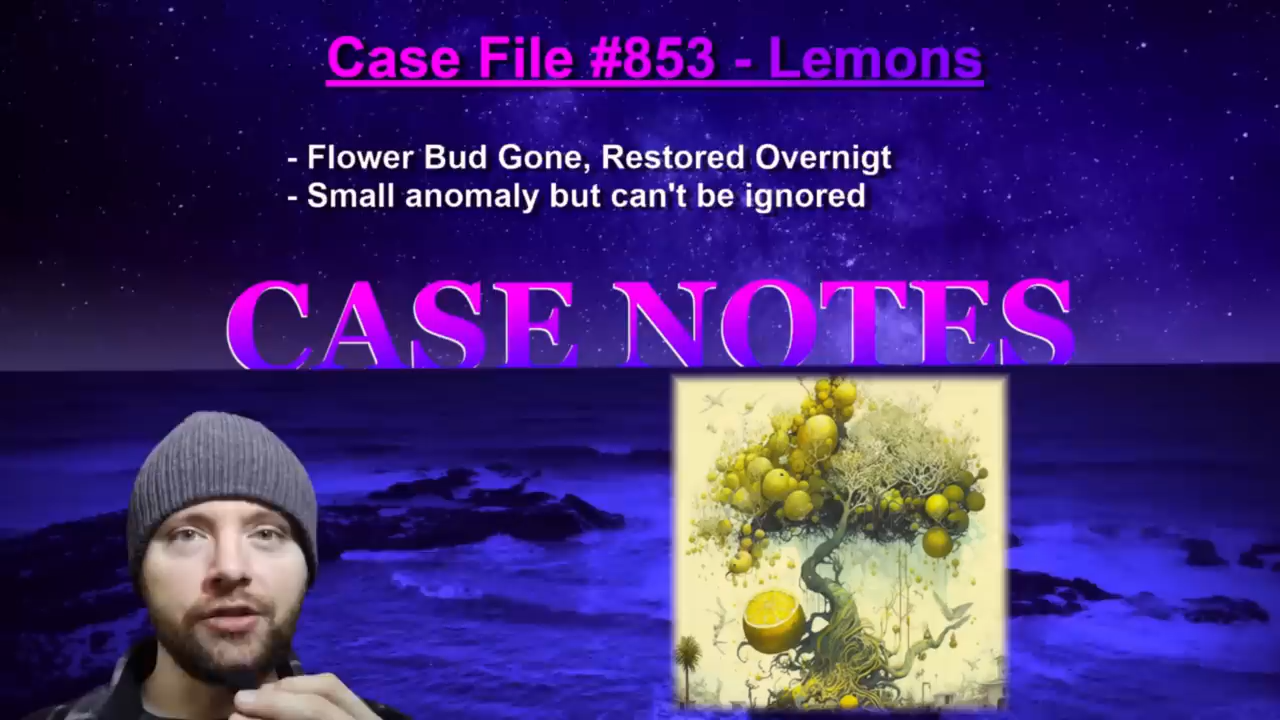 Case File #853 - Lemons
- Flower Bud Gone, Restored Overnigt
- Small anomaly but can't be ignored
CASE NOTES